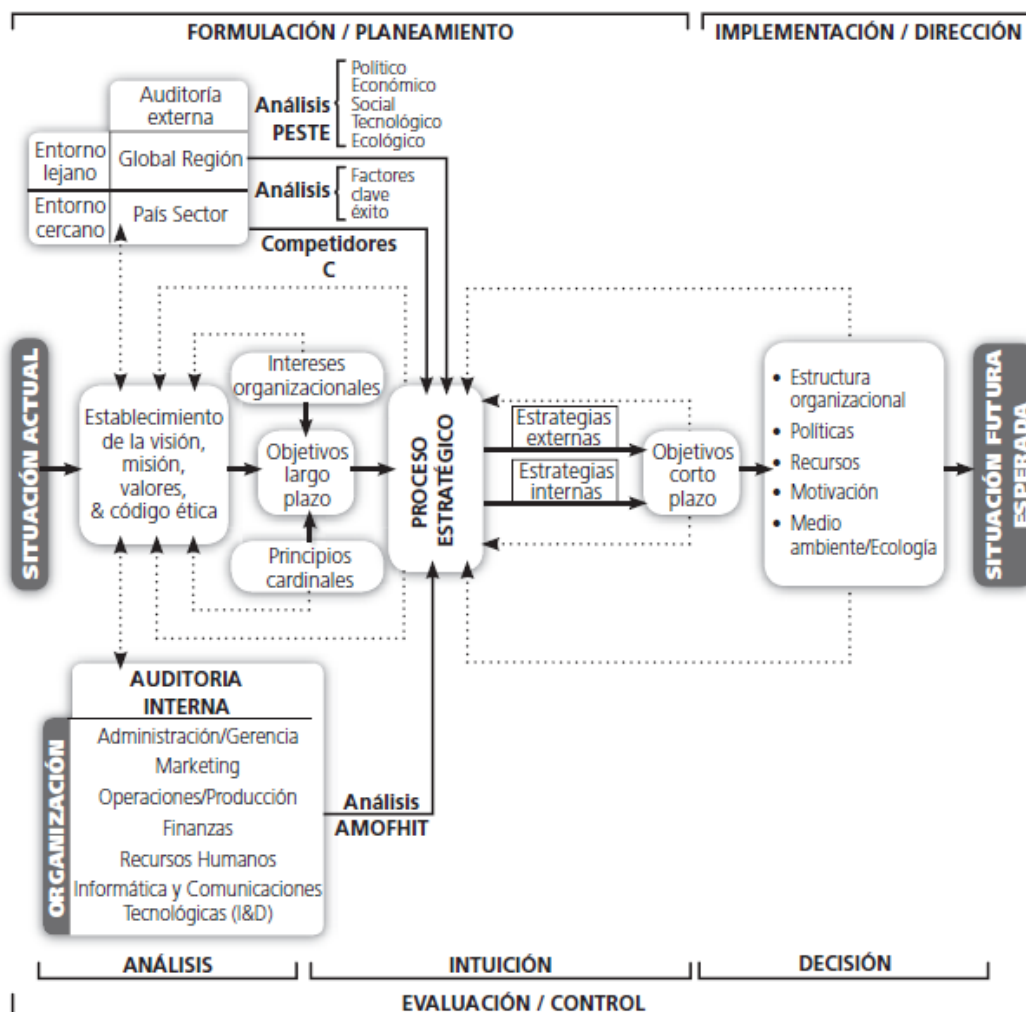 FORMULACIÓN / PLANEAMIENTO
IMPLEMENTACIÓN / DIRECCIÓN
Auditoría
externa
Entorno
lejano
Global Región
Entorno
cercano
País Sector
Análisis
PESTE
Político
Económico
Social
Tecnológico
Ecológico
Análisis
Factores
clave
éxito
Competidores
C
SITUACIÓN ACTUAL
Establecimiento
de la visión,
misión,
valores,
& código ética
Intereses
organizacionales
Objetivos
largo
plazo
Principios
cardinales
PROCESO
ESTRATÉGICO
Estrategias
externas
Estrategias
internas
Objetivos
corto
plazo
• Estructura
organizacional
• Políticas
• Recursos
• Motivación
• Medio
ambiente/Ecología
SITUACIÓN FUTURA
ESPERADA
ORGANIZACIÓN
AUDITORIA
INTERNA
Administración/Gerencia
Marketing
Operaciones/Producción
Finanzas
Recursos Humanos
Informática y Comunicaciones
Tecnológicas (I&D)
Análisis
AMOFHIT
ANÁLISIS
INTUICIÓN
DECISIÓN
EVALUACIÓN / CONTROL